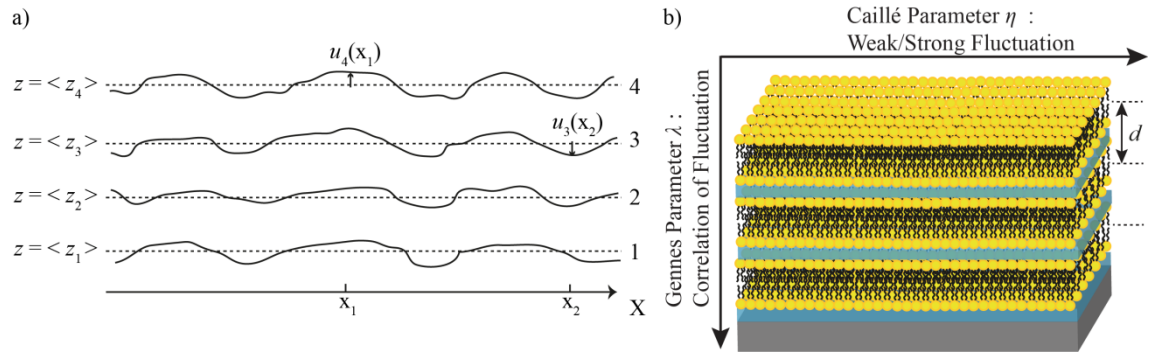 a)
u₄(x₁)
z = < z₄ >
4
u₃(x₂)
z = < z₃ >
3
z = < z₂ >
2
z = < z₁ >
1
x₁
x₂
X
b)
Caillé Parameter η :
Weak/Strong Fluctuation
Gennes Parameter λ :
Correlation of Fluctuation
d